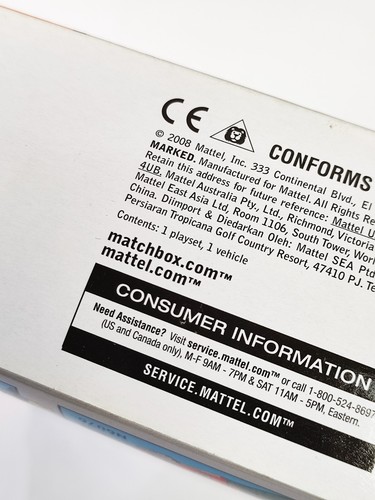 CE
CONFORMS
© 2008 Mattel, Inc. 333 Continental Blvd., El
MARKED. Manufactured for Mattel. All Rights Re
Retain this address for future reference: Mattel U
4UB. Mattel Australia Pty., Ltd., Richmond, Victoria
Mattel East Asia Ltd, Room 1106, South Tower, Wor
China. Diimport & Diedarkan Oleh: Mattel SEA Ptd
Persiaran Tropicana Golf Country Resort, 47410 PJ. Te
Contents: 1 playset, 1 vehicle
matchbox.com™
mattel.com™
CONSUMER INFORMATION
Need Assistance? Visit service.mattel.com™ or call 1-800-524-8697
(US and Canada only), M-F 9AM - 7PM & SAT 11AM - 5PM, Eastern.
SERVICE.MATTEL.COM™